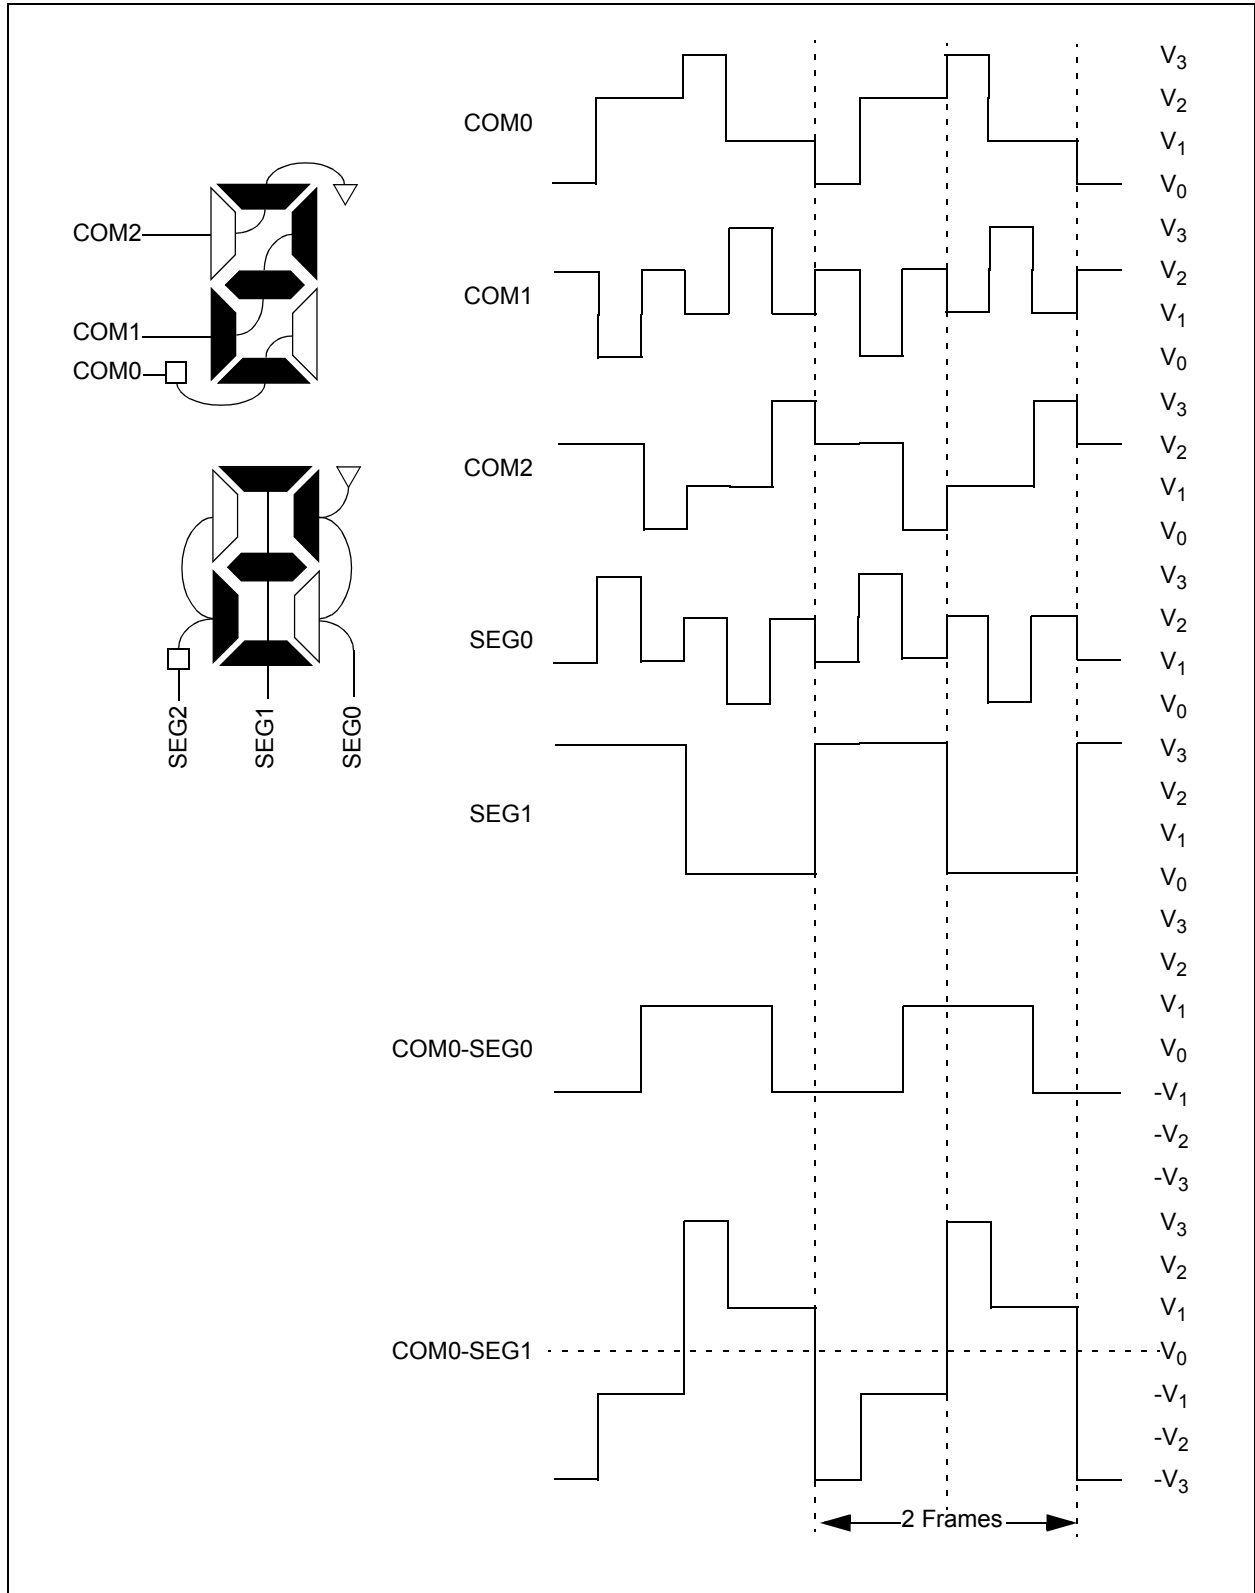 COM2
COM1
COM0
SEG2
SEG1
SEG0
COM0
V3
V2
V1
V0
COM1
V3
V2
V1
V0
COM2
V3
V2
V1
V0
SEG0
V3
V2
V1
V0
SEG1
V3
V2
V1
V0
COM0-SEG0
V3
V2
V1
V0
-V1
-V2
-V3
COM0-SEG1
V3
V2
V1
V0
-V1
-V2
-V3
2 Frames